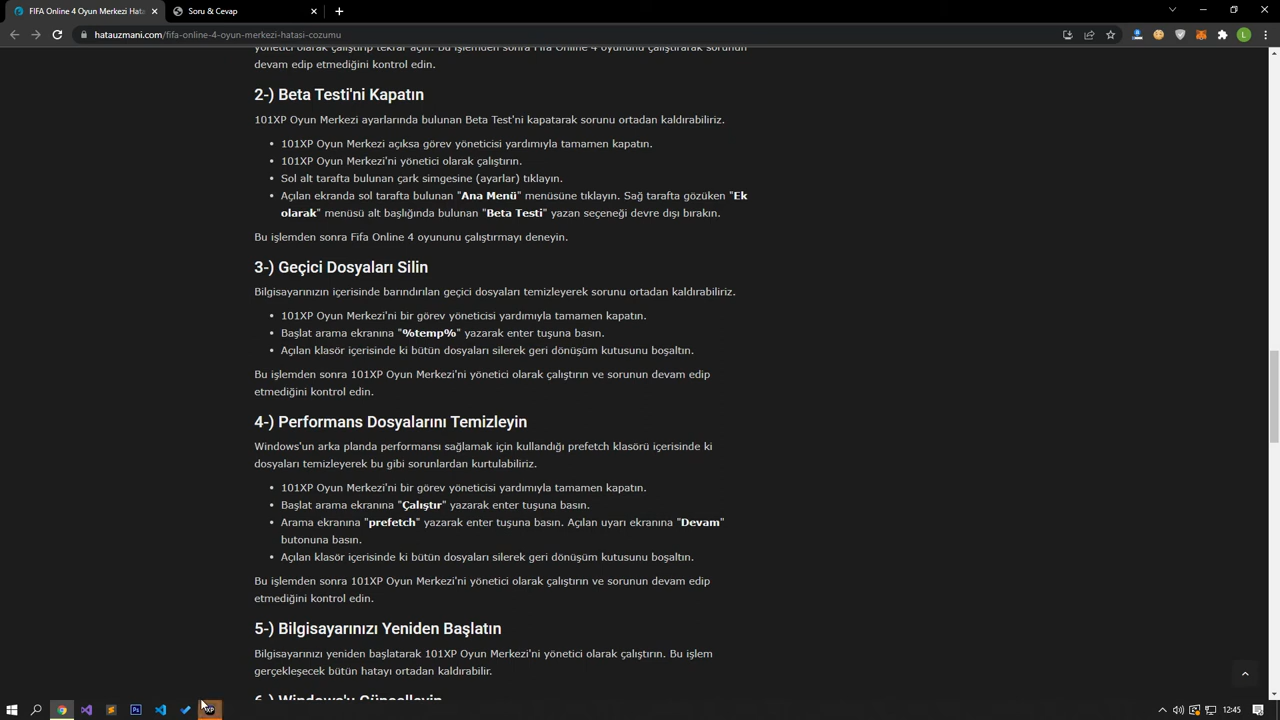 FIFA Online 4 Oyun Merkezi Hata
Soru & Cevap
hatauzmani.com/fifa-online-4-oyun-merkezi-hatasi-cozumu
L
yönetici olarak çalıştırıp tekrar açın. Bu işlemden sonra Fifa Online 4 oyununu çalıştırarak sorunun
devam edip etmediğini kontrol edin.
2-) Beta Testi'ni Kapatın
101XP Oyun Merkezi ayarlarında bulunan Beta Test'ni kapatarak sorunu ortadan kaldırabiliriz.
101XP Oyun Merkezi açıksa görev yöneticisi yardımıyla tamamen kapatın.
101XP Oyun Merkezi'ni yönetici olarak çalıştırın.
Sol alt tarafta bulunan çark simgesine (ayarlar) tıklayın.
Açılan ekranda sol tarafta bulunan "Ana Menü" menüsüne tıklayın. Sağ tarafta gözüken "Ek
olarak" menüsü alt başlığında bulunan "Beta Testi" yazan seçeneği devre dışı bırakın.
Bu işlemden sonra Fifa Online 4 oyununu çalıştırmayı deneyin.
3-) Geçici Dosyaları Silin
Bilgisayarınızın içerisinde barındırılan geçici dosyaları temizleyerek sorunu ortadan kaldırabiliriz.
101XP Oyun Merkezi'ni bir görev yöneticisi yardımıyla tamamen kapatın.
Başlat arama ekranına "%temp%" yazarak enter tuşuna basın.
Açılan klasör içerisinde ki bütün dosyaları silerek geri dönüşüm kutusunu boşaltın.
Bu işlemden sonra 101XP Oyun Merkezi'ni yönetici olarak çalıştırın ve sorunun devam edip
etmediğini kontrol edin.
4-) Performans Dosyalarını Temizleyin
Windows'un arka planda performansı sağlamak için kullandığı prefetch klasörü içerisinde ki
dosyaları temizleyerek bu gibi sorunlardan kurtulabiliriz.
101XP Oyun Merkezi'ni bir görev yöneticisi yardımıyla tamamen kapatın.
Başlat arama ekranına "Çalıştır" yazarak enter tuşuna basın.
Arama ekranına "prefetch" yazarak enter tuşuna basın. Açılan uyarı ekranına "Devam"
butonuna basın.
Açılan klasör içerisinde ki bütün dosyaları silerek geri dönüşüm kutusunu boşaltın.
Bu işlemden sonra 101XP Oyun Merkezi'ni yönetici olarak çalıştırın ve sorunun devam edip
etmediğini kontrol edin.
5-) Bilgisayarınızı Yeniden Başlatın
Bilgisayarınızı yeniden başlatarak 101XP Oyun Merkezi'ni yönetici olarak çalıştırın. Bu işlem
gerçekleşecek bütün hatayı ortadan kaldırabilir.
6-) Windows'u Güncelleyin
12:45